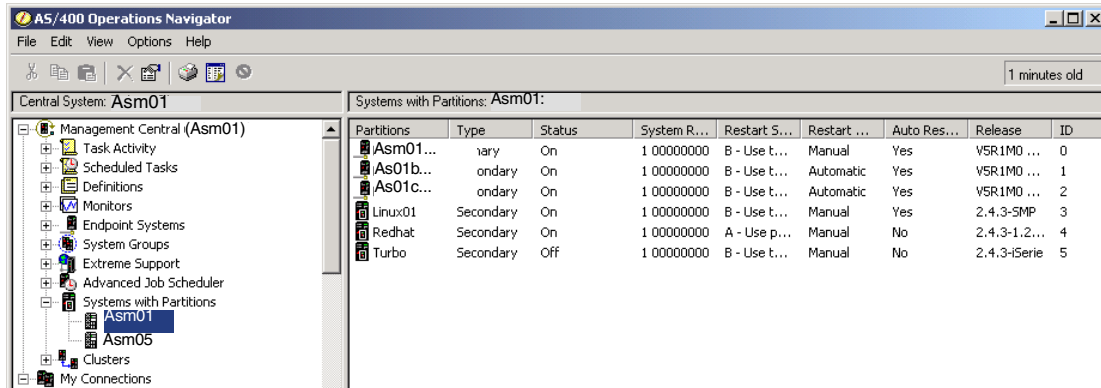 AS/400 Operations Navigator
File Edit View Options Help
1 minutes old
Central System: Asm01
Systems with Partitions: Asm01:
Management Central (Asm01)
Task Activity
Scheduled Tasks
Definitions
Monitors
Endpoint Systems
System Groups
Extreme Support
Advanced Job Scheduler
Systems with Partitions
Asm01
Asm05
Clusters
My Connections
Partitions Type Status System R... Restart S... Restart ... Auto Res... Release ID
Asm01... nary On 1 00000000 B - Use t... Manual Yes V5R1M0 ... 0
As01b... ondary On 1 00000000 B - Use t... Automatic Yes V5R1M0 ... 1
As01c... ondary On 1 00000000 B - Use t... Automatic Yes V5R1M0 ... 2
Linux01 Secondary On 1 00000000 B - Use t... Manual Yes 2.4.3-SMP 3
Redhat Secondary On 1 00000000 A - Use p... Manual No 2.4.3-1.2... 4
Turbo Secondary Off 1 00000000 B - Use t... Manual No 2.4.3-iSerie 5